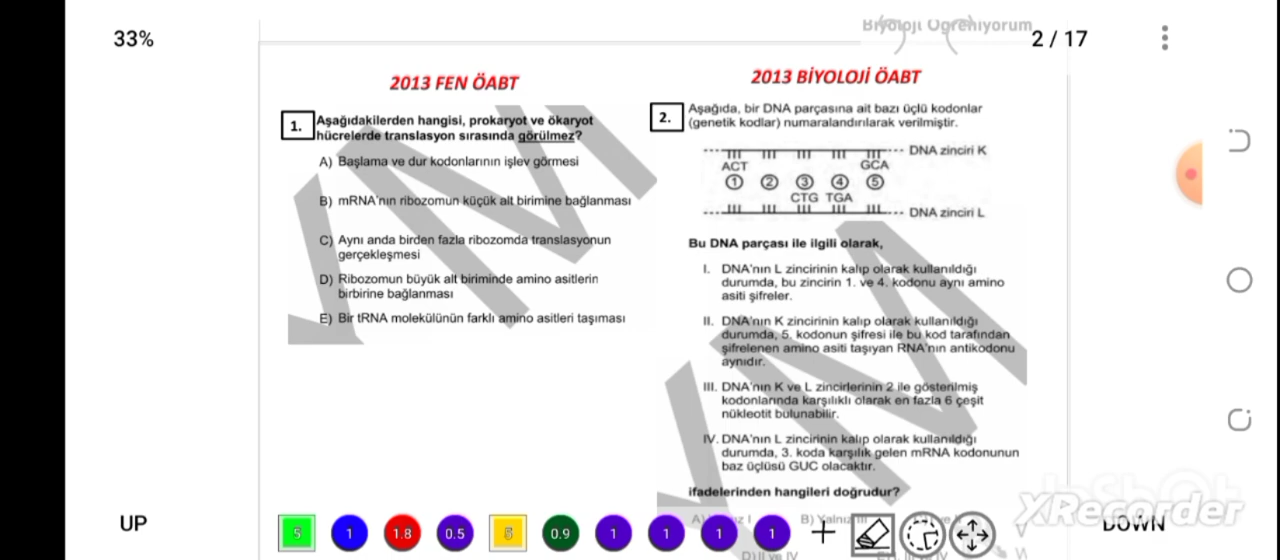 33%
Biyoloji Öğreniyorum
2 / 17
2013 FEN ÖABT
1.
Aşağıdakilerden hangisi, prokaryot ve ökaryot
hücrelerde translasyon sırasında görülmez?
A) Başlama ve dur kodonlarının işlev görmesi
B) mRNA'nın ribozomun küçük alt birimine bağlanması
C) Aynı anda birden fazla ribozomda translasyonun
gerçekleşmesi
D) Ribozomun büyük alt biriminde amino asitlerin
birbirine bağlanması
E) Bir tRNA molekülünün farklı amino asitleri taşıması
2013 BİYOLOJİ ÖABT
2.
Aşağıda, bir DNA parçasına ait bazı üçlü kodonlar
(genetik kodlar) numaralandırılarak verilmiştir.
DNA zinciri K
ACT GCA
1 2 3 4 5
CTG TGA
DNA zinciri L
Bu DNA parçası ile ilgili olarak,
I. DNA'nın L zincirinin kalıp olarak kullanıldığı
durumda, bu zincirin 1. ve 4. kodonu aynı amino
asiti şifreler.
II. DNA'nın K zincirinin kalıp olarak kullanıldığı
durumda, 5. kodonun şifresi ile bu kod tarafından
şifrelenen amino asiti taşıyan RNA'nın antikodonu
aynıdır.
III. DNA'nın K ve L zincirlerinin 2 ile gösterilmiş
kodonlarında karşılıklı olarak en fazla 6 çeşit
nükleotit bulunabilir.
IV. DNA'nın L zincirinin kalıp olarak kullanıldığı
durumda, 3. koda karşılık gelen mRNA kodonunun
baz üçlüsü GUC olacaktır.
ifadelerinden hangileri doğrudur?
B) Yalnız III
D) II ve IV
UP
5 1 1.8 0.5 5 0.9 1 1 1 1
XRecorder
DOWN